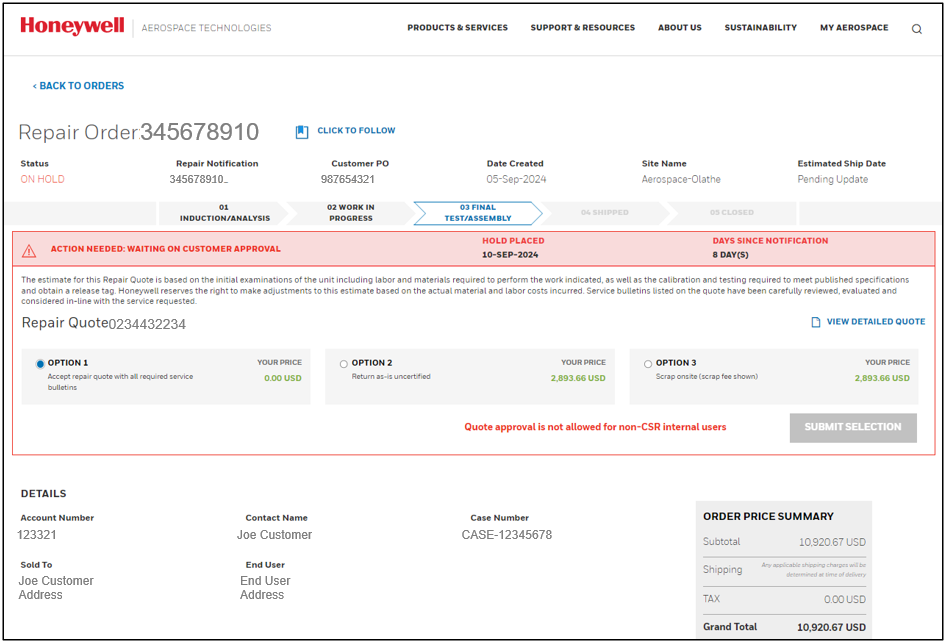 Honeywell
AEROSPACE TECHNOLOGIES
PRODUCTS & SERVICES
SUPPORT & RESOURCES
ABOUT US
SUSTAINABILITY
MY AEROSPACE
< BACK TO ORDERS
Repair Order 345678910
CLICK TO FOLLOW
Status
Repair Notification
Customer PO
Date Created
Site Name
Estimated Ship Date
ON HOLD
345678910_
987654321
05-Sep-2024
Aerospace-Olathe
Pending Update
01
INDUCTION/ANALYSIS
02 WORK IN
PROGRESS
03 FINAL
TEST/ASSEMBLY
04 SHIPPED
05 CLOSED
ACTION NEEDED: WAITING ON CUSTOMER APPROVAL
HOLD PLACED
10-SEP-2024
DAYS SINCE NOTIFICATION
8 DAY(S)
The estimate for this Repair Quote is based on the initial examinations of the unit including labor and materials required to perform the work indicated, as well as the calibration and testing required to meet published specifications
and obtain a release tag. Honeywell reserves the right to make adjustments to this estimate based on the actual material and labor costs incurred. Service bulletins listed on the quote have been carefully reviewed, evaluated and
considered in-line with the service requested.
Repair Quote 0234432234
VIEW DETAILED QUOTE
OPTION 1
YOUR PRICE
Accept repair quote with all required service
bulletins
0.00 USD
OPTION 2
YOUR PRICE
Return as-is uncertified
2,893.66 USD
OPTION 3
YOUR PRICE
Scrap onsite (scrap fee shown)
2,893.66 USD
Quote approval is not allowed for non-CSR internal users
SUBMIT SELECTION
DETAILS
Account Number
Contact Name
Case Number
123321
Joe Customer
CASE-12345678
Sold To
End User
Joe Customer
End User
Address
Address
ORDER PRICE SUMMARY
Subtotal
10,920.67 USD
Shipping
Any applicable shipping charges will be
determined at time of delivery
TAX
0.00 USD
Grand Total
10,920.67 USD